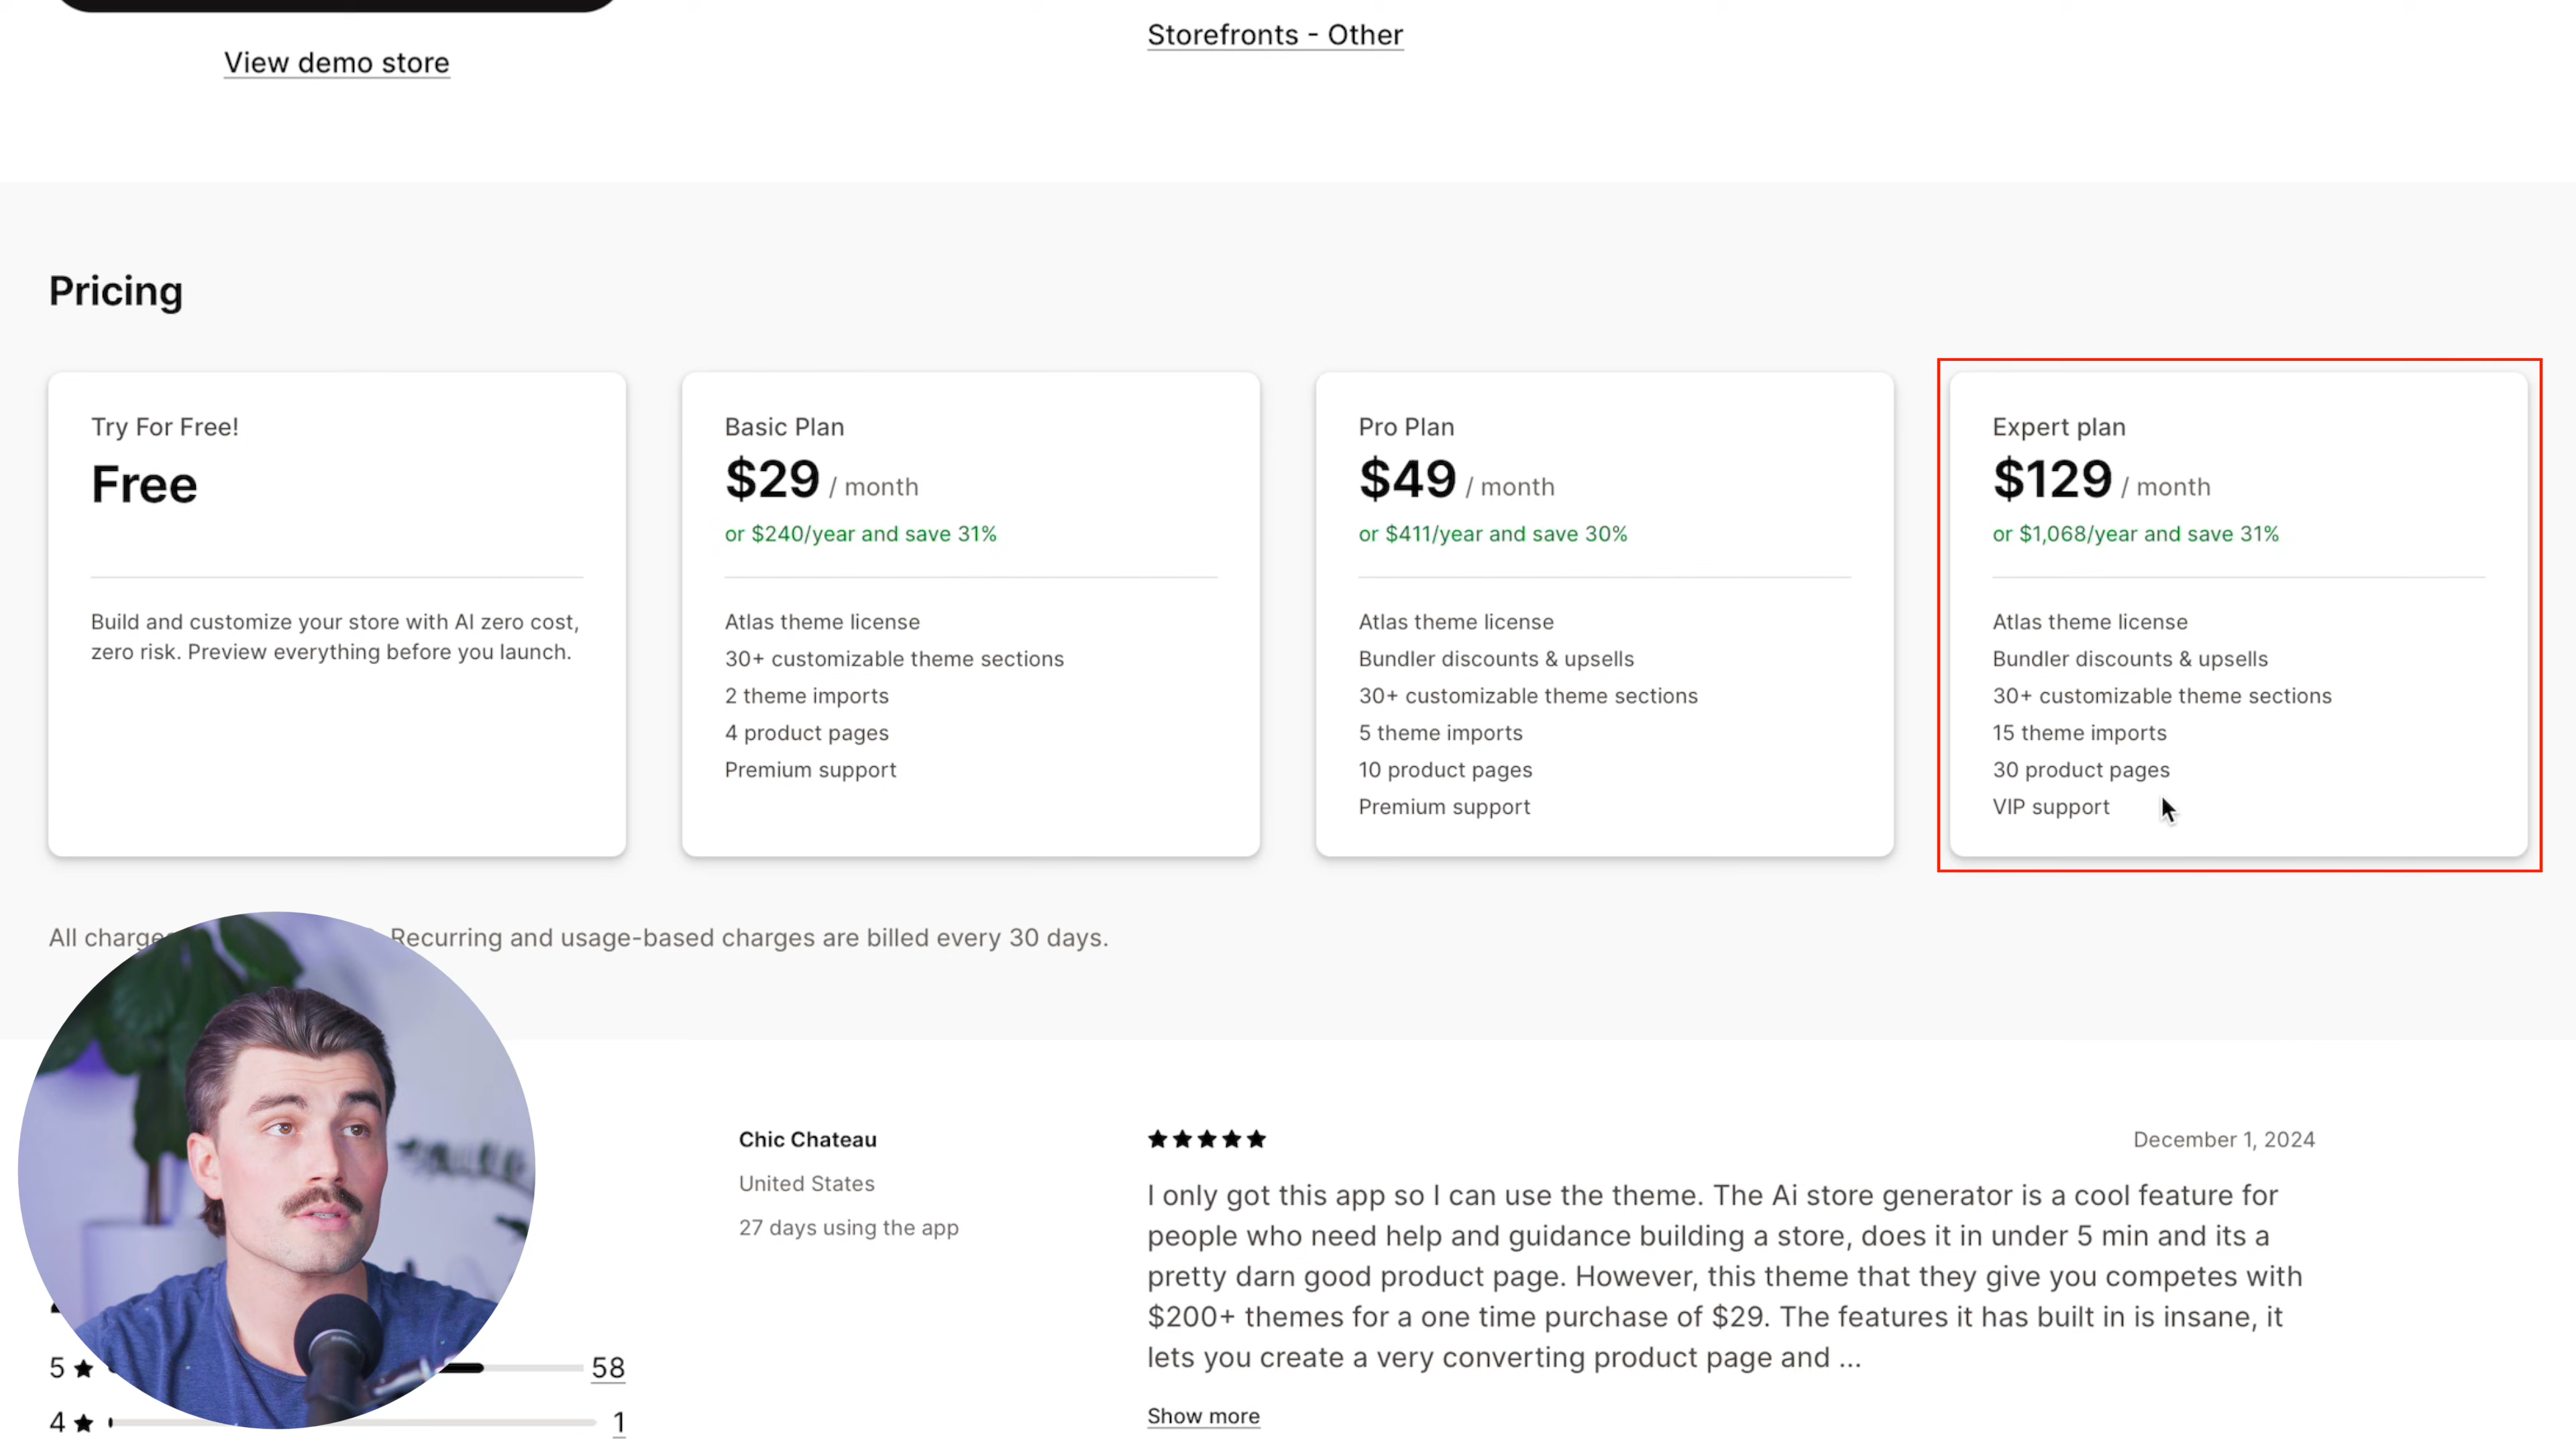 View demo store
Storefronts - Other
Pricing
Try For Free!
Free
Build and customize your store with AI zero cost,
zero risk. Preview everything before you launch.
Basic Plan
$29 / month
or $240/year and save 31%
Atlas theme license
30+ customizable theme sections
2 theme imports
4 product pages
Premium support
Pro Plan
$49 / month
or $411/year and save 30%
Atlas theme license
Bundler discounts & upsells
30+ customizable theme sections
5 theme imports
10 product pages
Premium support
Expert plan
$129 / month
or $1,068/year and save 31%
Atlas theme license
Bundler discounts & upsells
30+ customizable theme sections
15 theme imports
30 product pages
VIP support
All Recurring and usage-based charges are billed every 30 days.
5 ★ 58
4 ★ 1
Chic Chateau
United States
27 days using the app
★★★★★ December 1, 2024
I only got this app so I can use the theme. The Ai store generator is a cool feature for
people who need help and guidance building a store, does it in under 5 min and its a
pretty darn good product page. However, this theme that they give you competes with
$200+ themes for a one time purchase of $29. The features it has built in is insane, it
lets you create a very converting product page and ...
Show more